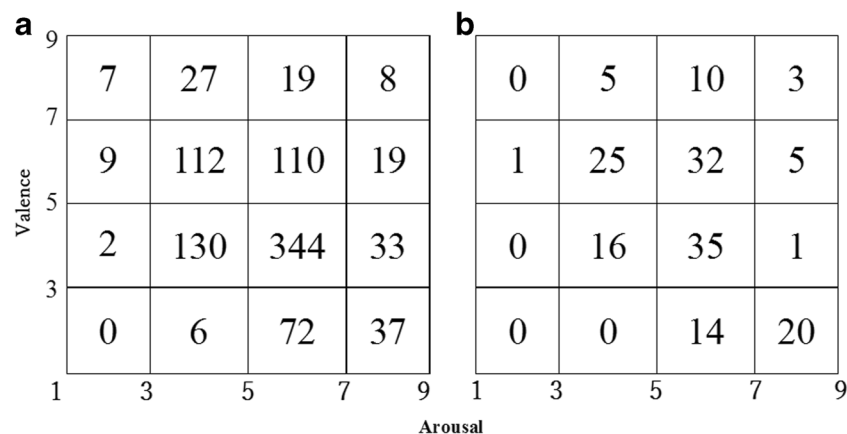 a b
9
7 27 19 8 0 5 10 3
7
9 112 110 19 1 25 32 5
Valence
5
2 130 344 33 0 16 35 1
3
0 6 72 37 0 0 14 20
1 3 5 7 9 1 3 5 7 9
Arousal